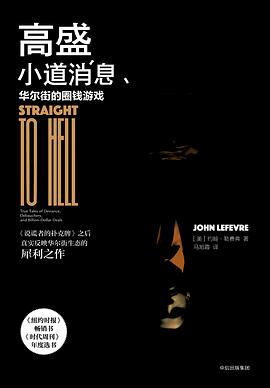 高盛
小道消息、
华尔街的圈钱游戏
STRAIGHT
TO HELL
True Tales of Deviance,
Debauchery,
and Billion-Dollar Deals
《说谎者的扑克牌》之后
真实反映华尔街生态的
犀利之作
JOHN LEFEVRE
［美］约翰·勒费弗 著
马旭霞 译
《纽约时报》
畅销书
《时代周刊》
年度选书
中信出版集团